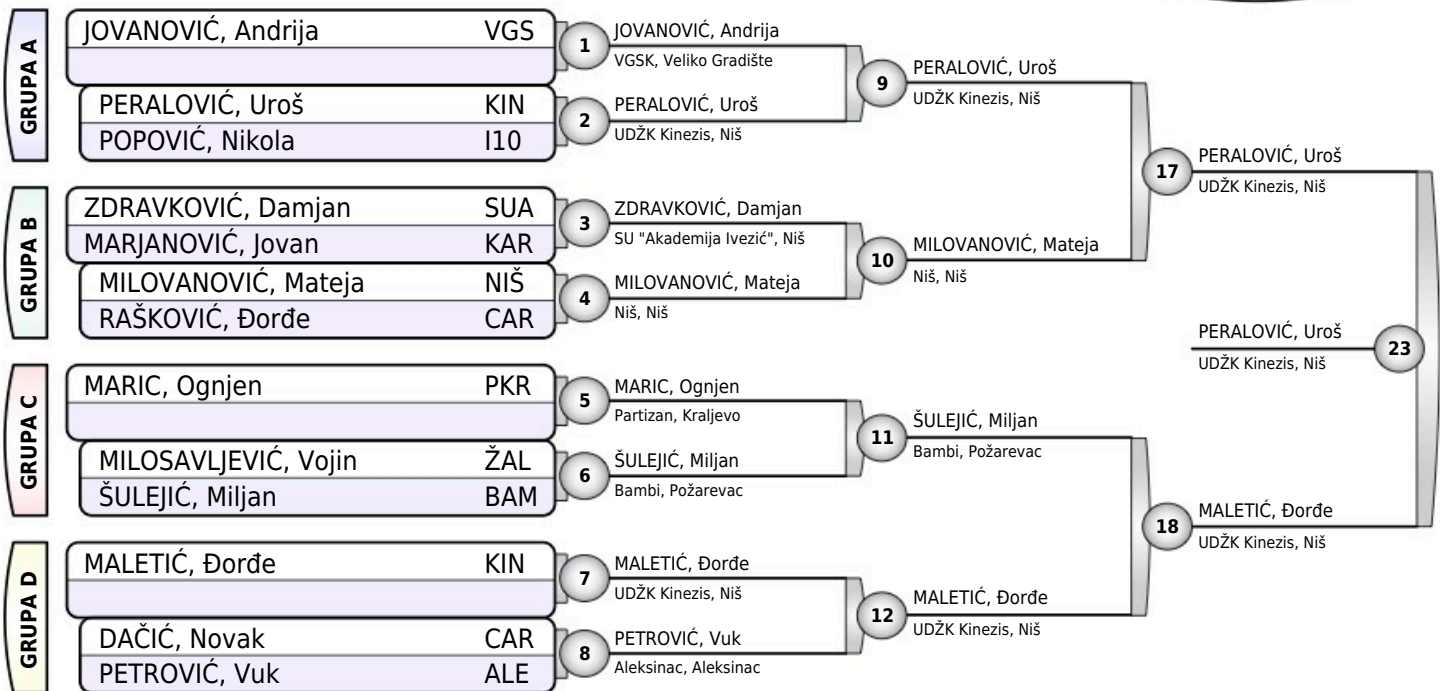 GRUPA A
JOVANOVIĆ, Andrija VGS
PERALOVIĆ, Uroš KIN
POPOVIĆ, Nikola I10
1
JOVANOVIĆ, Andrija
VGSK, Veliko Gradište
2
PERALOVIĆ, Uroš
UDŽK Kinezis, Niš
9
PERALOVIĆ, Uroš
UDŽK Kinezis, Niš
GRUPA B
ZDRAVKOVIĆ, Damjan SUA
MARJANOVIĆ, Jovan KAR
MILOVANOVIĆ, Mateja NIŠ
RAŠKOVIĆ, Đorđe CAR
3
ZDRAVKOVIĆ, Damjan
SU "Akademija Ivezić", Niš
4
MILOVANOVIĆ, Mateja
Niš, Niš
10
MILOVANOVIĆ, Mateja
Niš, Niš
17
PERALOVIĆ, Uroš
UDŽK Kinezis, Niš
GRUPA C
MARIC, Ognjen PKR
MILOSAVLJEVIĆ, Vojin ŽAL
ŠULEJIĆ, Miljan BAM
5
MARIC, Ognjen
Partizan, Kraljevo
6
ŠULEJIĆ, Miljan
Bambi, Požarevac
11
ŠULEJIĆ, Miljan
Bambi, Požarevac
GRUPA D
MALETIĆ, Đorđe KIN
DAČIĆ, Novak CAR
PETROVIĆ, Vuk ALE
7
MALETIĆ, Đorđe
UDŽK Kinezis, Niš
8
PETROVIĆ, Vuk
Aleksinac, Aleksinac
12
MALETIĆ, Đorđe
UDŽK Kinezis, Niš
18
MALETIĆ, Đorđe
UDŽK Kinezis, Niš
PERALOVIĆ, Uroš
UDŽK Kinezis, Niš
23